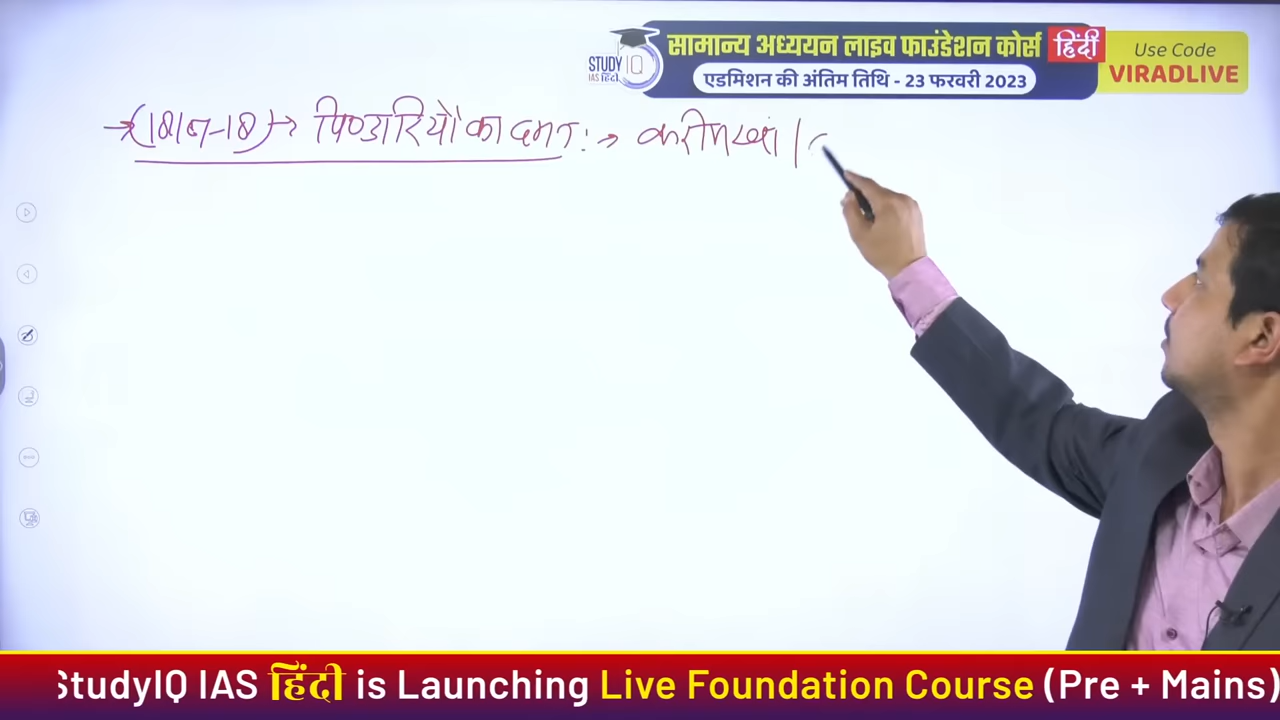 सामान्य अध्ययन लाइव फाउंडेशन कोर्स हिंदी
एडमिशन की अंतिम तिथि - 23 फरवरी 2023
STUDY IQ
IAS हिंदी
Use Code
VIRADLIVE
→(1817-18)→ पिण्डारियों का दमन :→ करीम खां /
StudyIQ IAS हिंदी is Launching Live Foundation Course (Pre + Mains)